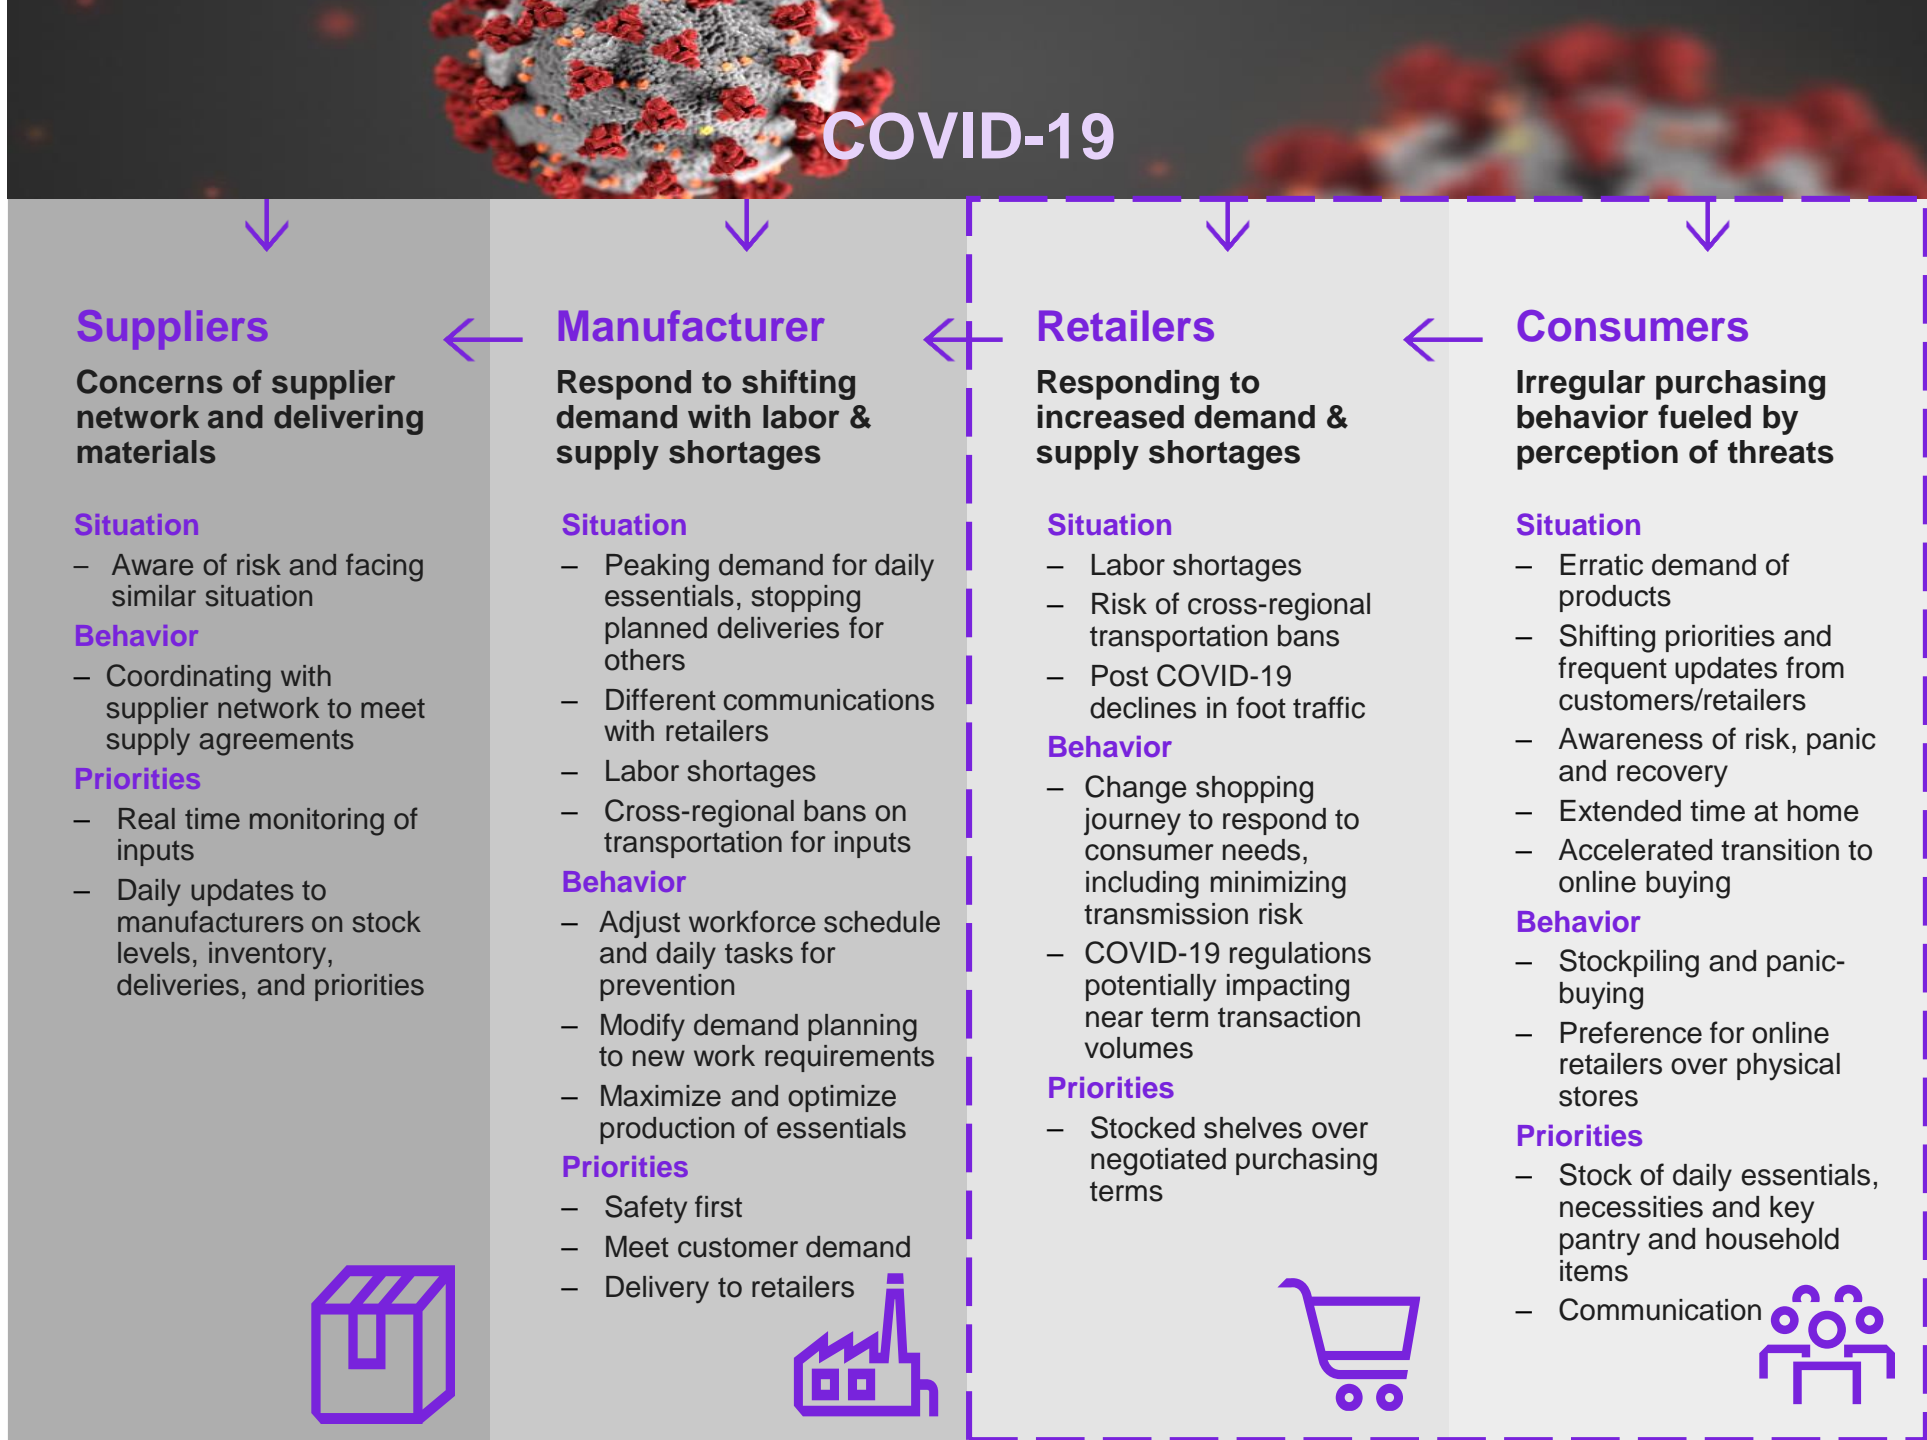 COVID-19
Suppliers
Concerns of supplier
network and delivering
materials
Situation
– Aware of risk and facing
similar situation
Behavior
– Coordinating with
supplier network to meet
supply agreements
Priorities
– Real time monitoring of
inputs
– Daily updates to
manufacturers on stock
levels, inventory,
deliveries, and priorities
Manufacturer
Respond to shifting
demand with labor &
supply shortages
Situation
– Peaking demand for daily
essentials, stopping
planned deliveries for
others
– Different communications
with retailers
– Labor shortages
– Cross-regional bans on
transportation for inputs
Behavior
– Adjust workforce schedule
and daily tasks for
prevention
– Modify demand planning
to new work requirements
– Maximize and optimize
production of essentials
Priorities
– Safety first
– Meet customer demand
– Delivery to retailers
Retailers
Responding to
increased demand &
supply shortages
Situation
– Labor shortages
– Risk of cross-regional
transportation bans
– Post COVID-19
declines in foot traffic
Behavior
– Change shopping
journey to respond to
consumer needs,
including minimizing
transmission risk
– COVID-19 regulations
potentially impacting
near term transaction
volumes
Priorities
– Stocked shelves over
negotiated purchasing
terms
Consumers
Irregular purchasing
behavior fueled by
perception of threats
Situation
– Erratic demand of
products
– Shifting priorities and
frequent updates from
customers/retailers
– Awareness of risk, panic
and recovery
– Extended time at home
– Accelerated transition to
online buying
Behavior
– Stockpiling and panic-
buying
– Preference for online
retailers over physical
stores
Priorities
– Stock of daily essentials,
necessities and key
pantry and household
items
– Communication